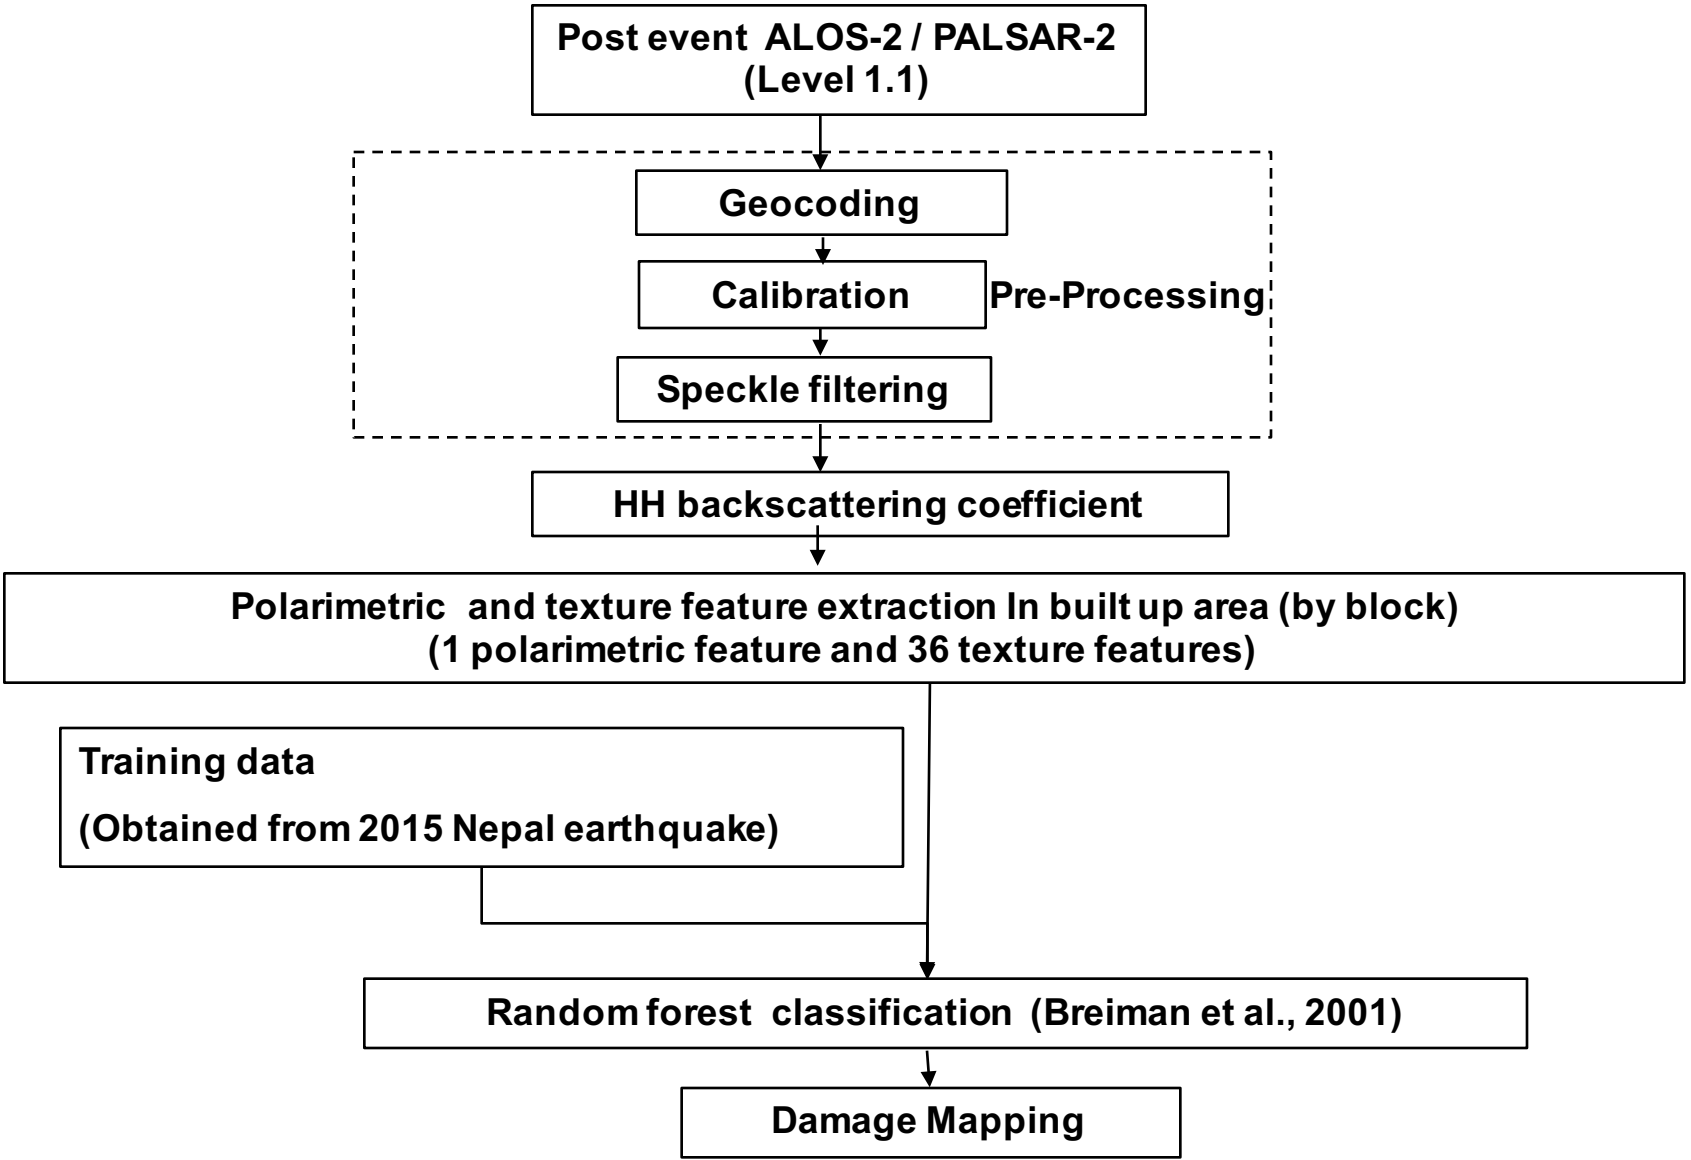 Post event ALOS-2 / PALSAR-2
(Level 1.1)
Geocoding
Calibration
Pre-Processing
Speckle filtering
HH backscattering coefficient
Polarimetric and texture feature extraction In built up area (by block)
(1 polarimetric feature and 36 texture features)
Training data
(Obtained from 2015 Nepal earthquake)
Random forest classification (Breiman et al., 2001)
Damage Mapping